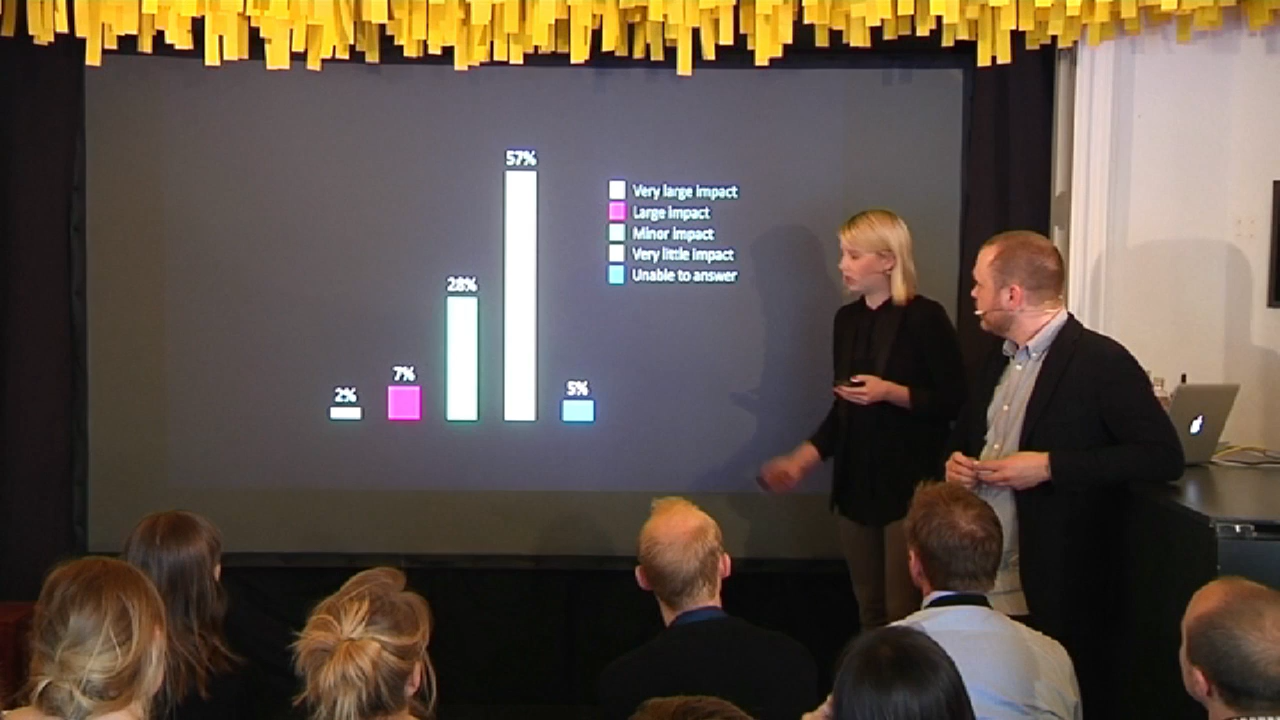 57%
Very large impact
Large impact
Minor impact
Very little impact
Unable to answer
28%
7%
2%
5%